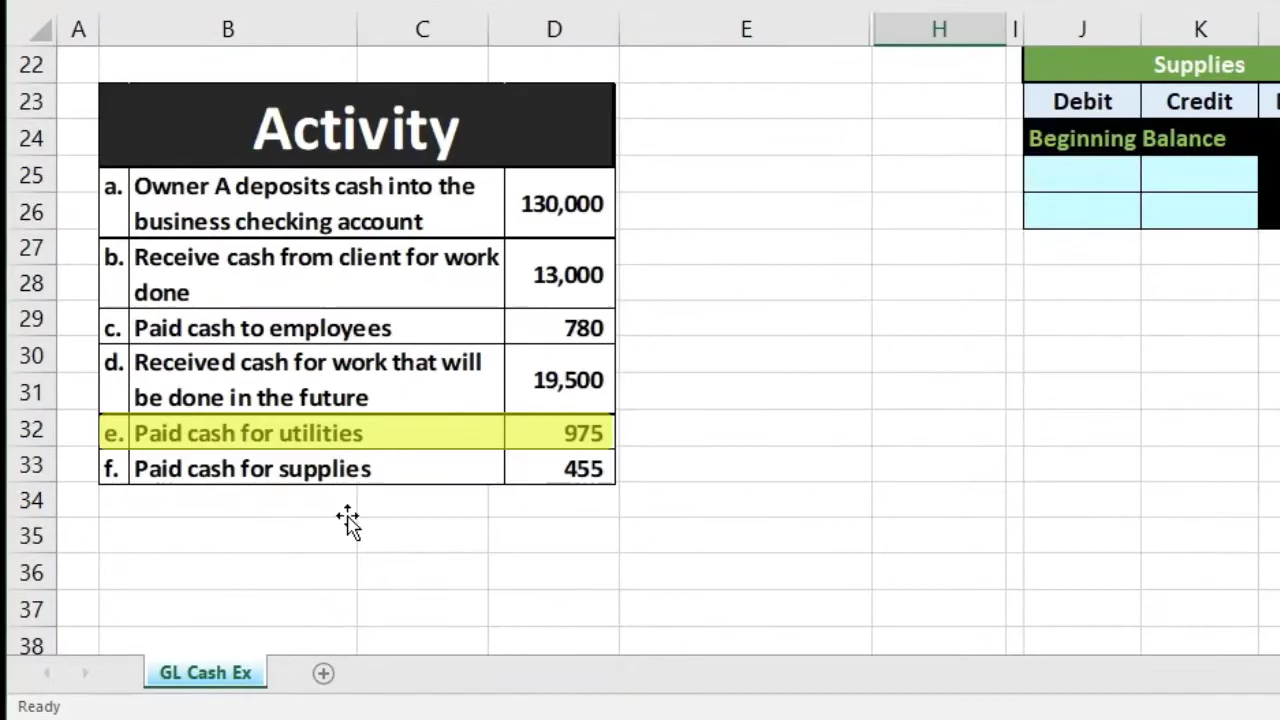 A B C D E H I J K
22 Supplies
23 Debit Credit
Activity
24 Beginning Balance
25 a. Owner A deposits cash into the
26 business checking account 130,000
27 b. Receive cash from client for work
28 done 13,000
29 c. Paid cash to employees 780
30 d. Received cash for work that will
31 be done in the future 19,500
32 e. Paid cash for utilities 975
33 f. Paid cash for supplies 455
34
35
36
37
38
GL Cash Ex
Ready